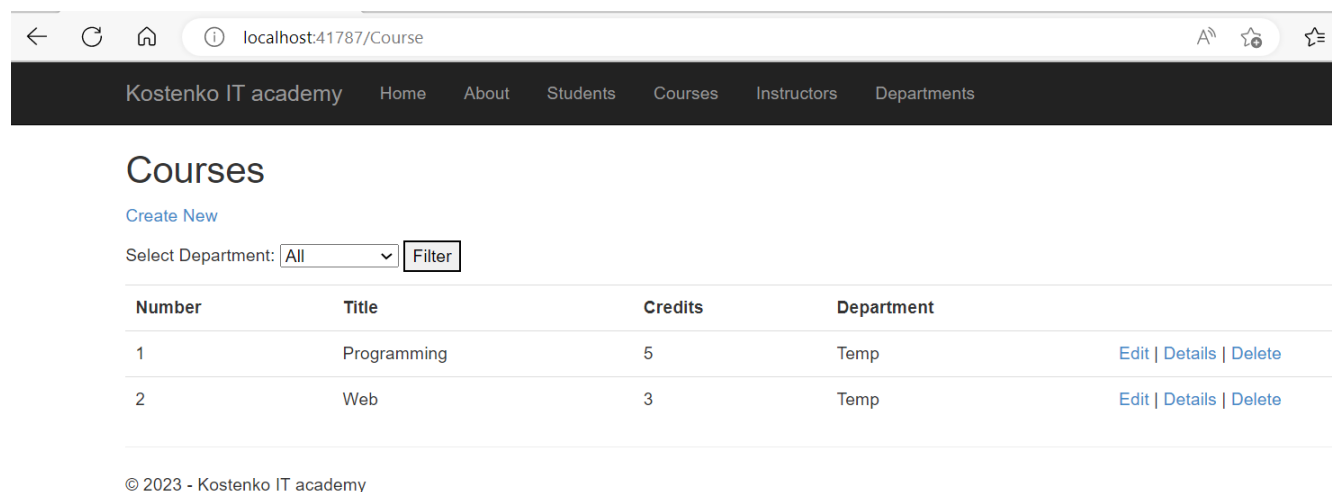 localhost:41787/Course
Kostenko IT academy Home About Students Courses Instructors Departments
Courses
Create New
Select Department: All Filter
Number Title Credits Department
1 Programming 5 Temp Edit | Details | Delete
2 Web 3 Temp Edit | Details | Delete
© 2023 - Kostenko IT academy